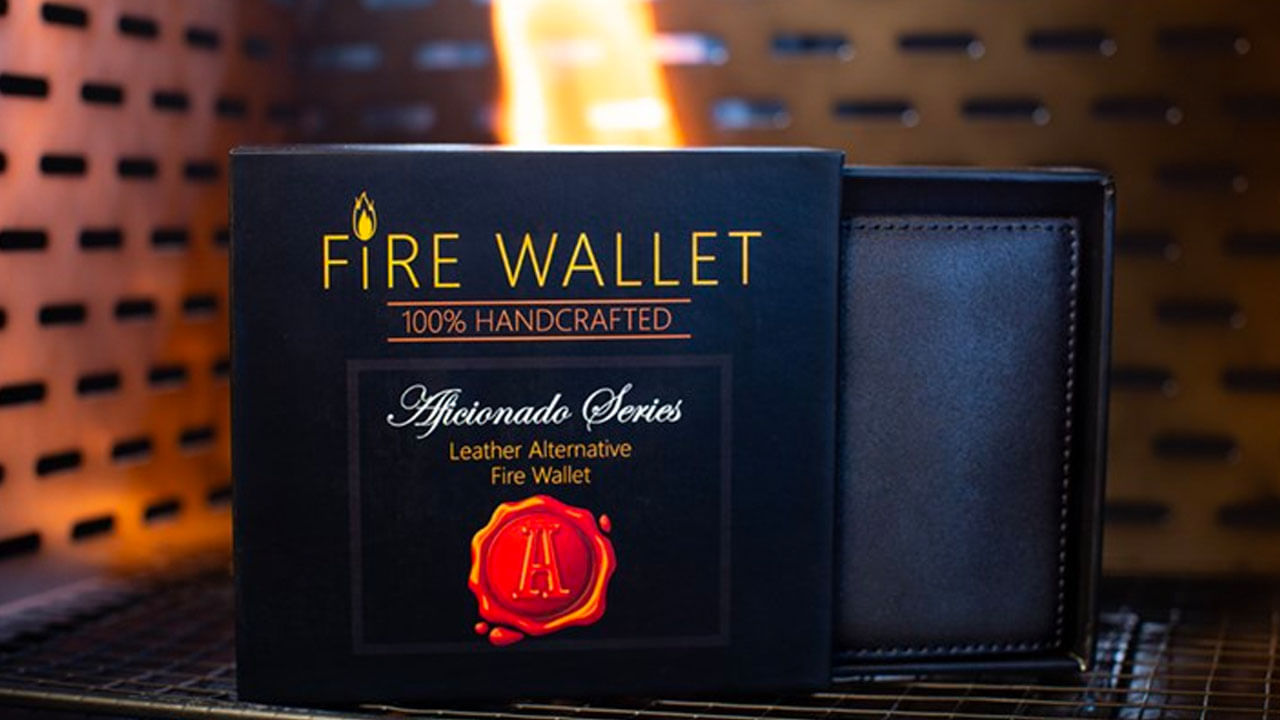 FiRE WALLET
100% HANDCRAFTED
Aficionado Series
Leather Alternative
Fire Wallet
A